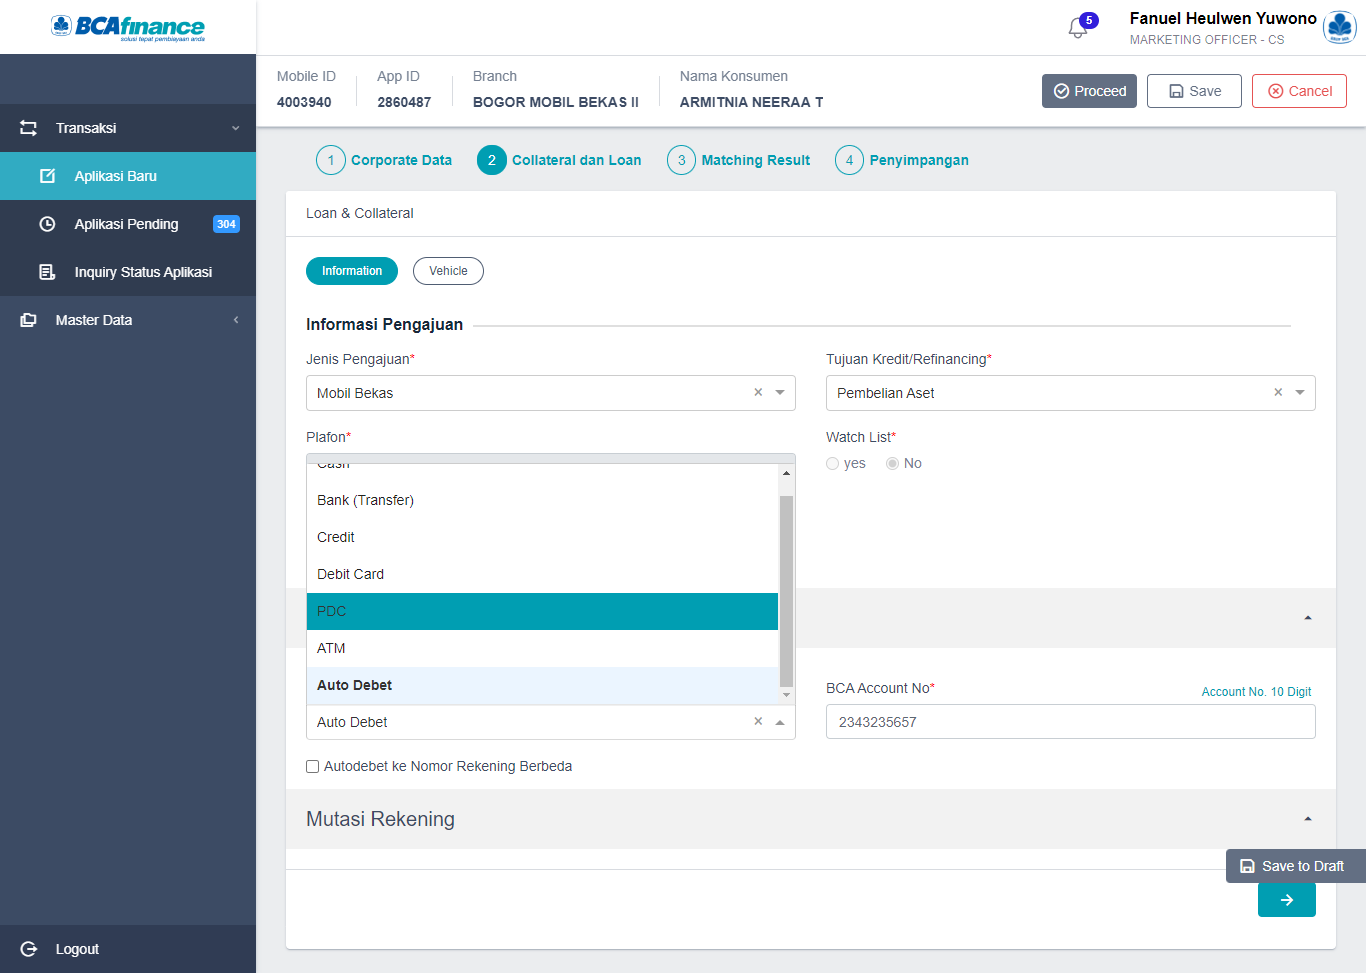 BCAfinance
solusi tepat pembiayaan anda
5
Fanuel Heulwen Yuwono
MARKETING OFFICER - CS
Mobile ID
4003940
App ID
2860487
Branch
BOGOR MOBIL BEKAS II
Nama Konsumen
ARMITNIA NEERAA T
Proceed
Save
Cancel
Transaksi
Aplikasi Baru
Aplikasi Pending 304
Inquiry Status Aplikasi
Master Data
Logout
1 Corporate Data
2 Collateral dan Loan
3 Matching Result
4 Penyimpangan
Loan & Collateral
Information
Vehicle
Informasi Pengajuan
Jenis Pengajuan*
Mobil Bekas
Tujuan Kredit/Refinancing*
Pembelian Aset
Plafon*
Watch List*
yes
No
Cash
Bank (Transfer)
Credit
Debit Card
PDC
ATM
Auto Debet
Auto Debet
BCA Account No*
Account No. 10 Digit
2343235657
Autodebet ke Nomor Rekening Berbeda
Mutasi Rekening
Save to Draft